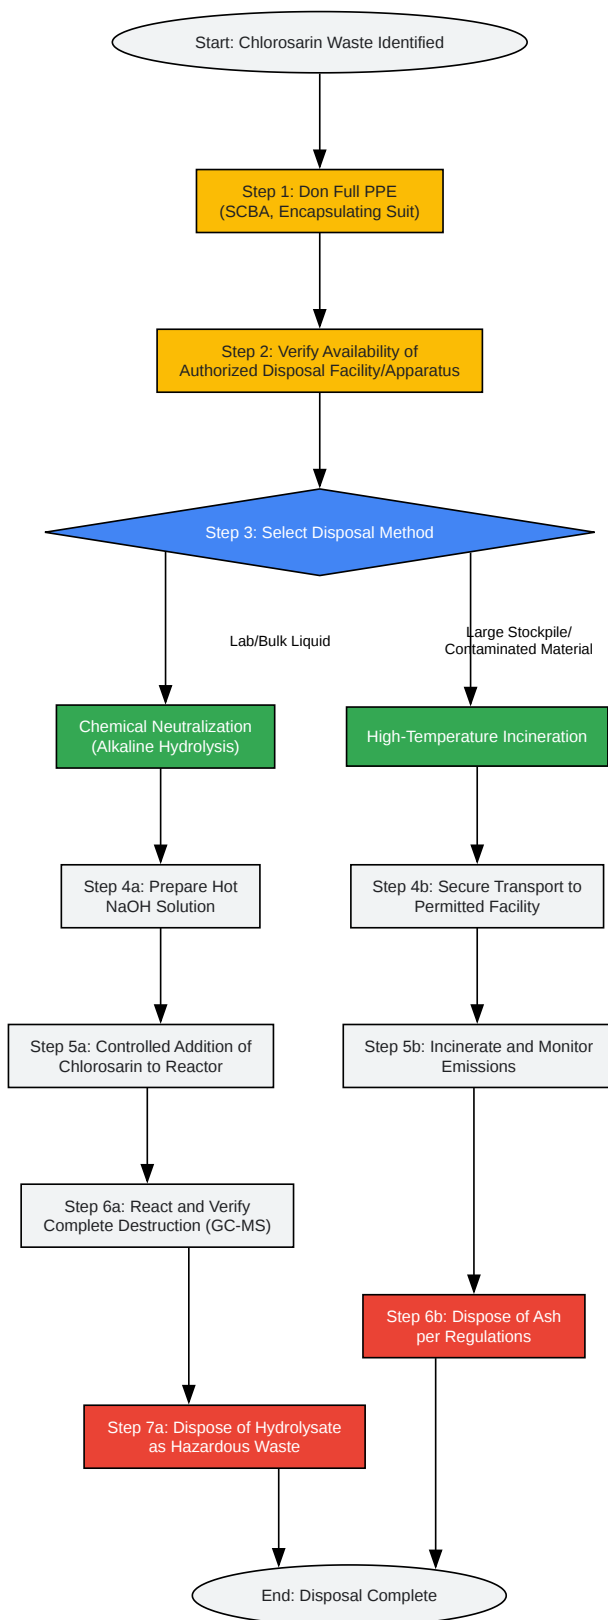 Start: Chlorosarin Waste Identified
Step 1: Don Full PPE
(SCBA, Encapsulating Suit)
Step 2: Verify Availability of
Authorized Disposal Facility/Apparatus
Step 3: Select Disposal Method
Lab/Bulk Liquid
Large Stockpile/
Contaminated Material
Chemical Neutralization
(Alkaline Hydrolysis)
High-Temperature Incineration
Step 4a: Prepare Hot
NaOH Solution
Step 4b: Secure Transport to
Permitted Facility
Step 5a: Controlled Addition of
Chlorosarin to Reactor
Step 5b: Incinerate and Monitor
Emissions
Step 6a: React and Verify
Complete Destruction (GC-MS)
Step 6b: Dispose of Ash
per Regulations
Step 7a: Dispose of Hydrolysate
as Hazardous Waste
End: Disposal Complete